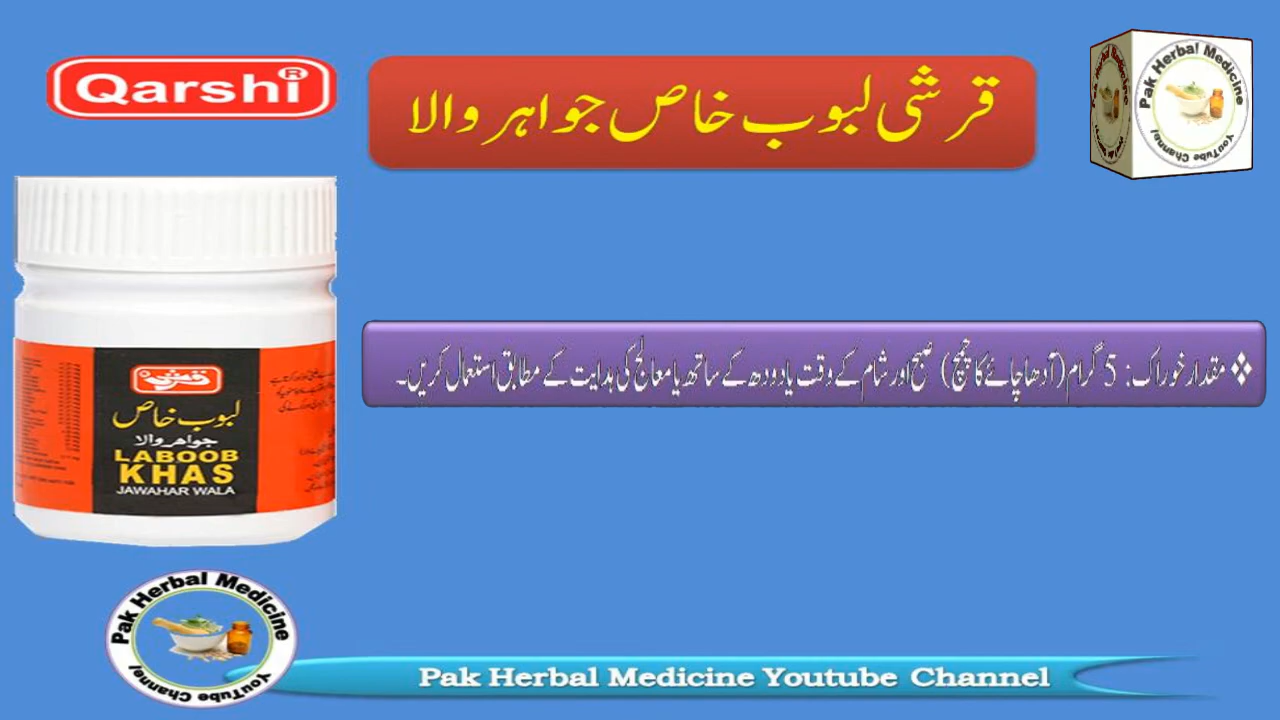 Qarshi®
قرشی لبوب خاص جواہر والا
Pak Herbal Medicine
YouTube Channel
❖ مقدار خوراک: 5 گرام (آدھا چائے کا چمچ) صبح اور شام کے وقت یا دودھ کے ساتھ یا معالج کی ہدایت کے مطابق استعمال کریں۔
قرشی
لبوب خاص
جواہر والا
LABOOB
KHAS
JAWAHAR WALA
Pak Herbal Medicine
YouTube Channel
Pak Herbal Medicine Youtube Channel